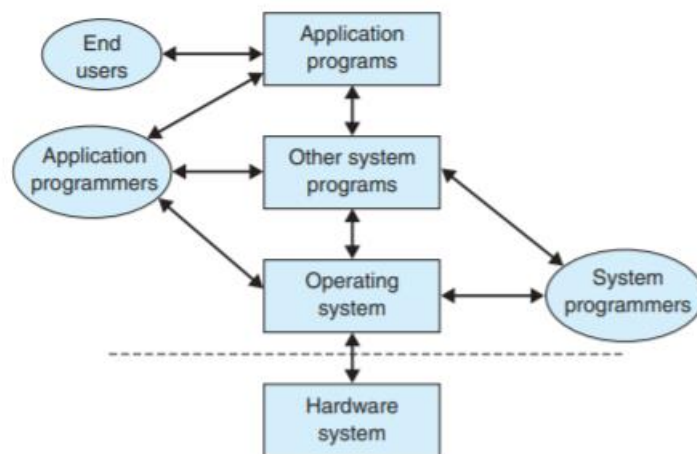 End
users
Application
programs
Application
programmers
Other system
programs
Operating
system
System
programmers
Hardware
system